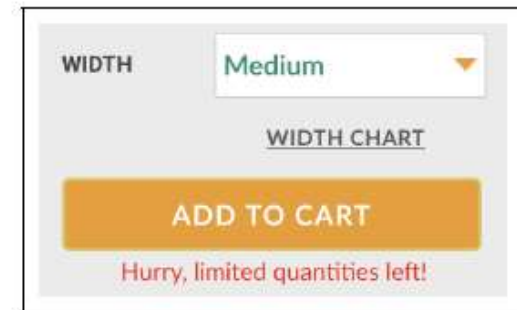 WIDTH Medium
WIDTH CHART
ADD TO CART
Hurry, limited quantities left!